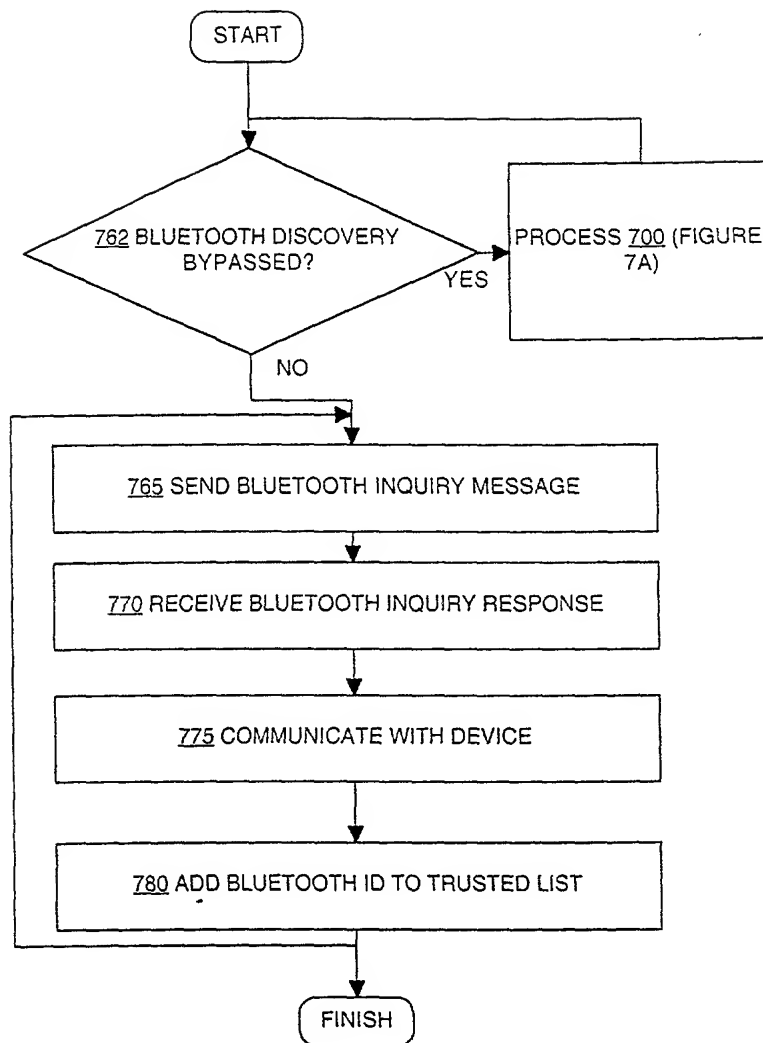 START
762 BLUETOOTH DISCOVERY
BYPASSED?
YES
PROCESS 700 (FIGURE
7A)
NO
765 SEND BLUETOOTH INQUIRY MESSAGE
770 RECEIVE BLUETOOTH INQUIRY RESPONSE
775 COMMUNICATE WITH DEVICE
780 ADD BLUETOOTH ID TO TRUSTED LIST
FINISH